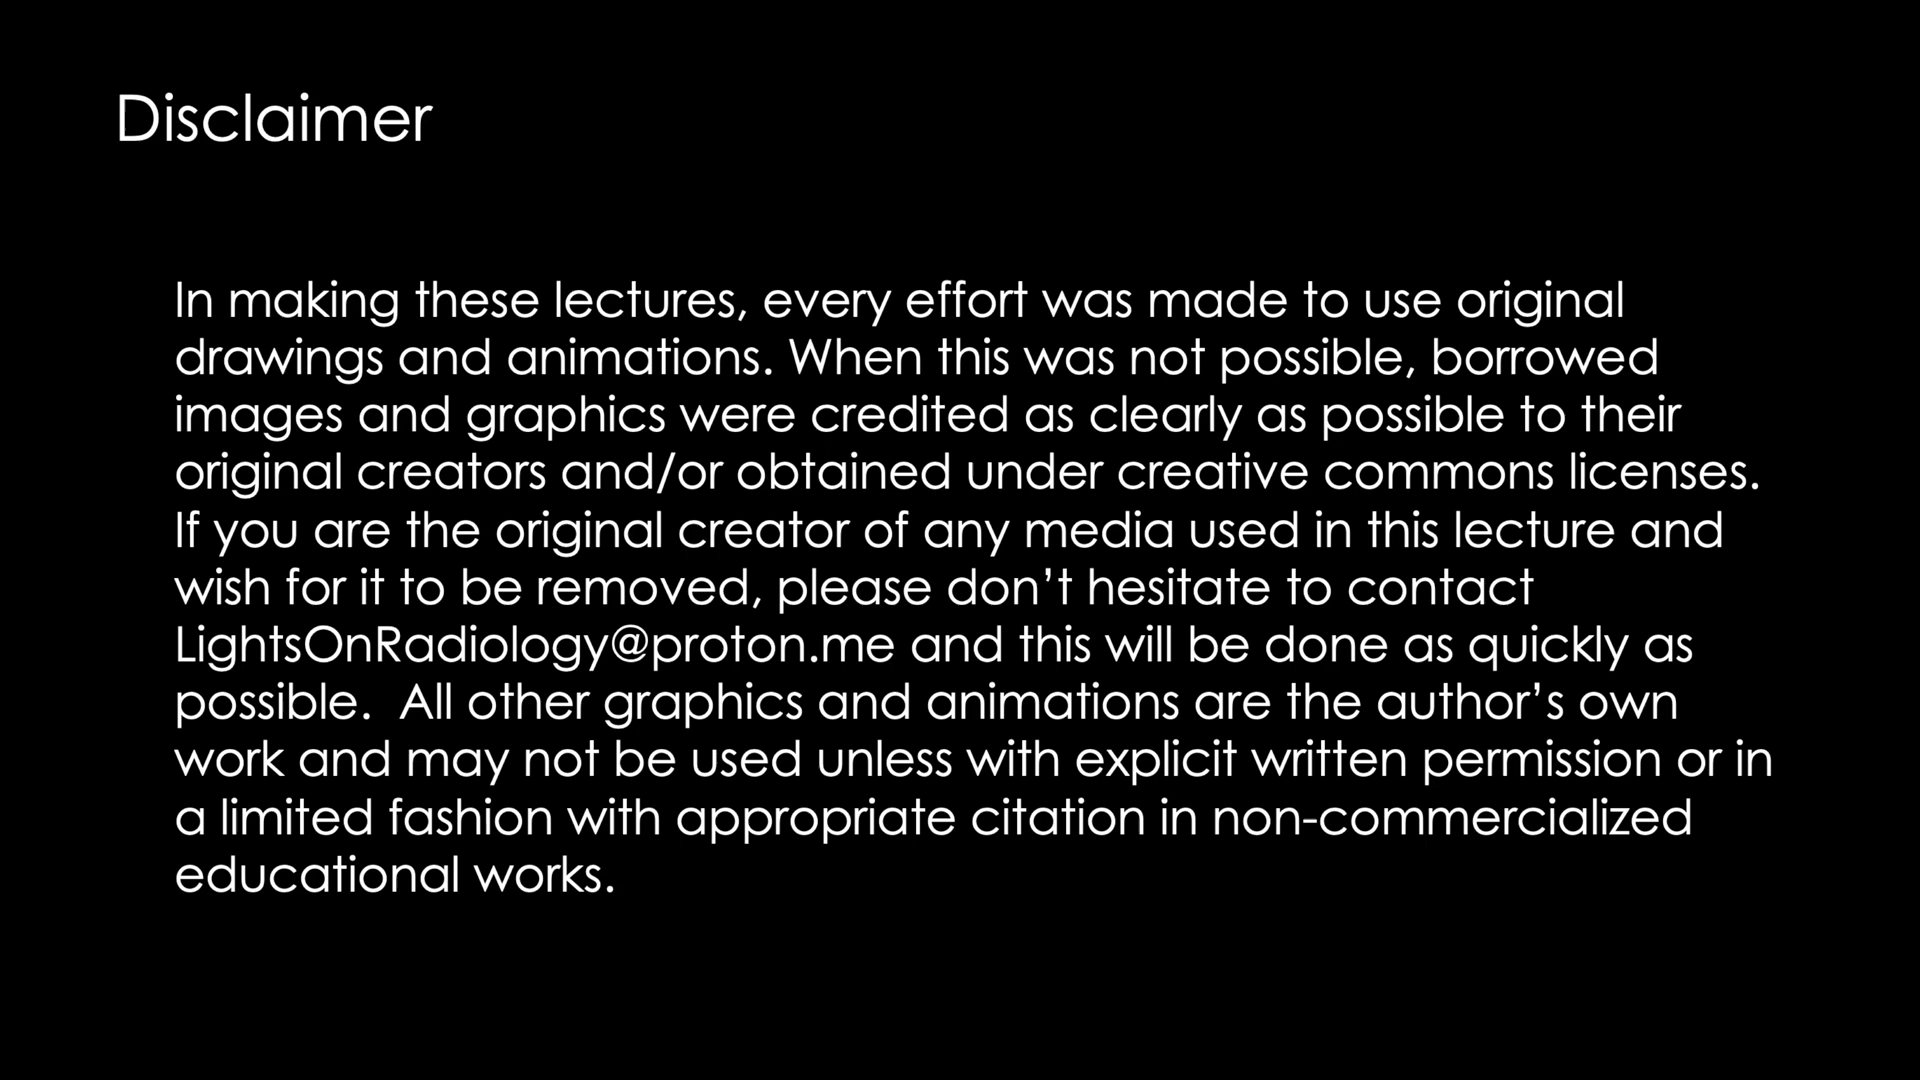 Disclaimer
In making these lectures, every effort was made to use original
drawings and animations. When this was not possible, borrowed
images and graphics were credited as clearly as possible to their
original creators and/or obtained under creative commons licenses.
If you are the original creator of any media used in this lecture and
wish for it to be removed, please don’t hesitate to contact
LightsOnRadiology@proton.me and this will be done as quickly as
possible.  All other graphics and animations are the author’s own
work and may not be used unless with explicit written permission or in
a limited fashion with appropriate citation in non-commercialized
educational works.